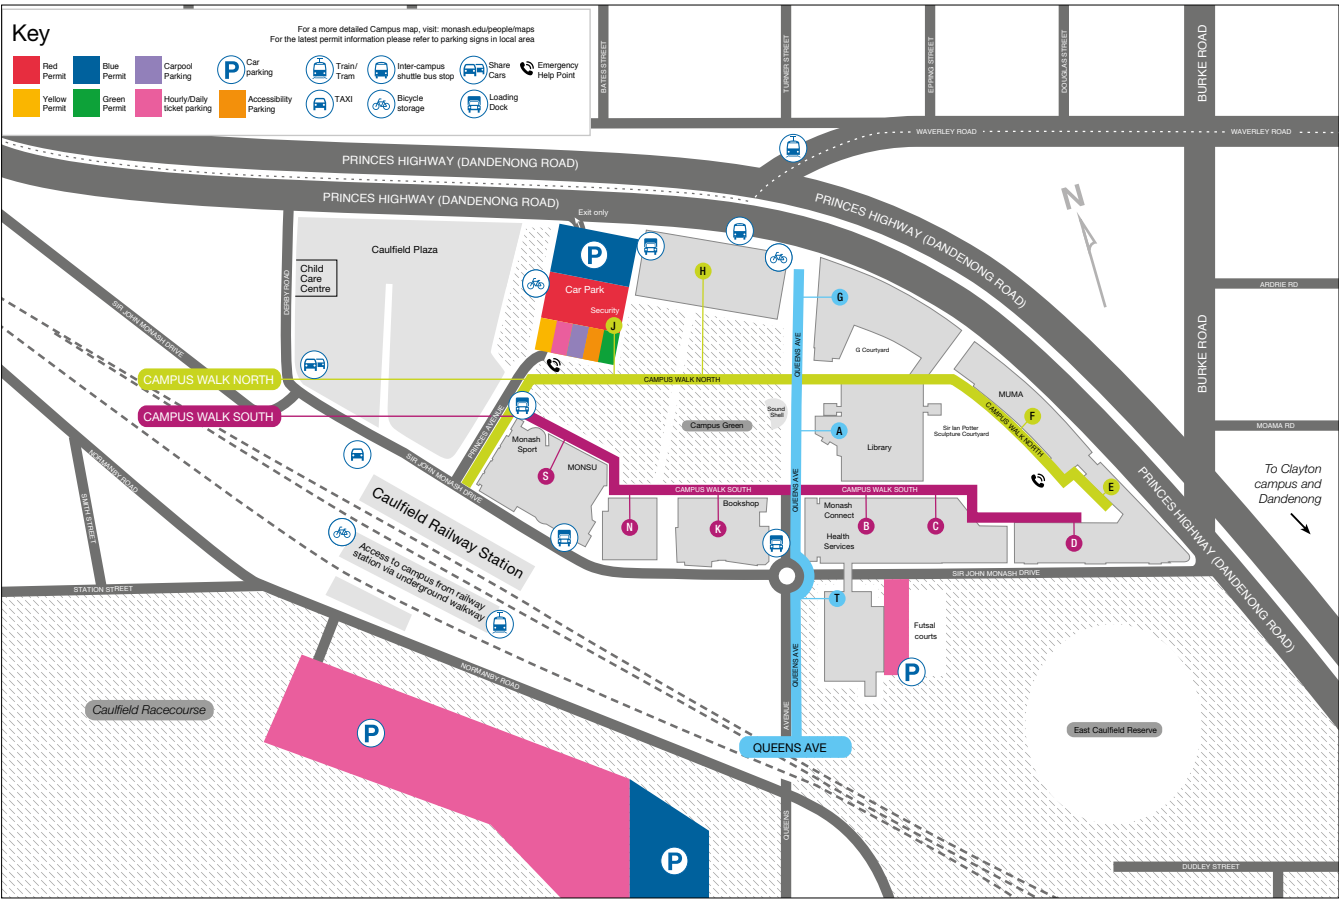 Key
For a more detailed Campus map, visit: monash.edu/people/maps
For the latest permit information please refer to parking signs in local area
Red
Permit
Blue
Permit
Carpool
Parking
P
Car
parking
Train/
Tram
Inter-campus
shuttle bus stop
Share
Cars
Emergency
Help Point
Yellow
Permit
Green
Permit
Hourly/Daily
ticket parking
Accessibility
Parking
TAXI
Bicycle
storage
Loading
Dock
BATES STREET
TURNER STREET
EPPING STREET
DOUGLAS STREET
BURKE ROAD
WAVERLEY ROAD
WAVERLEY ROAD
PRINCES HIGHWAY (DANDENONG ROAD)
PRINCES HIGHWAY (DANDENONG ROAD)
PRINCES HIGHWAY (DANDENONG ROAD)
N
Exit only
Caulfield Plaza
P
Child
Care
Centre
DERBY ROAD
Car Park
Security
J
H
G
QUEENS AVE
G Courtyard
ARDRIE RD
BURKE ROAD
SIR JOHN MONASH DRIVE
CAMPUS WALK NORTH
CAMPUS WALK NORTH
CAMPUS WALK SOUTH
MUMA
CAMPUS WALK NORTH
F
Sound
Shell
Campus Green
A
Library
Sir Ian Potter
Sculpture Courtyard
MOAMA RD
PRINCES AVENUE
Monash
Sport
MONSU
S
SIR JOHN MONASH DRIVE
NORMANBY ROAD
SMITH STREET
To Clayton
campus and
Dandenong
E
CAMPUS WALK SOUTH
QUEENS AVE
CAMPUS WALK SOUTH
Caulfield Railway Station
Access to campus from railway
station via underground walkway
N
Bookshop
K
Monash
Connect
Health
Services
B
C
D
PRINCES HIGHWAY (DANDENONG ROAD)
SIR JOHN MONASH DRIVE
STATION STREET
T
Futsal
courts
P
QUEENS AVE
NORMANBY ROAD
Caulfield Racecourse
P
AVENUE
QUEENS AVE
East Caulfield Reserve
QUEENS
P
DUDLEY STREET